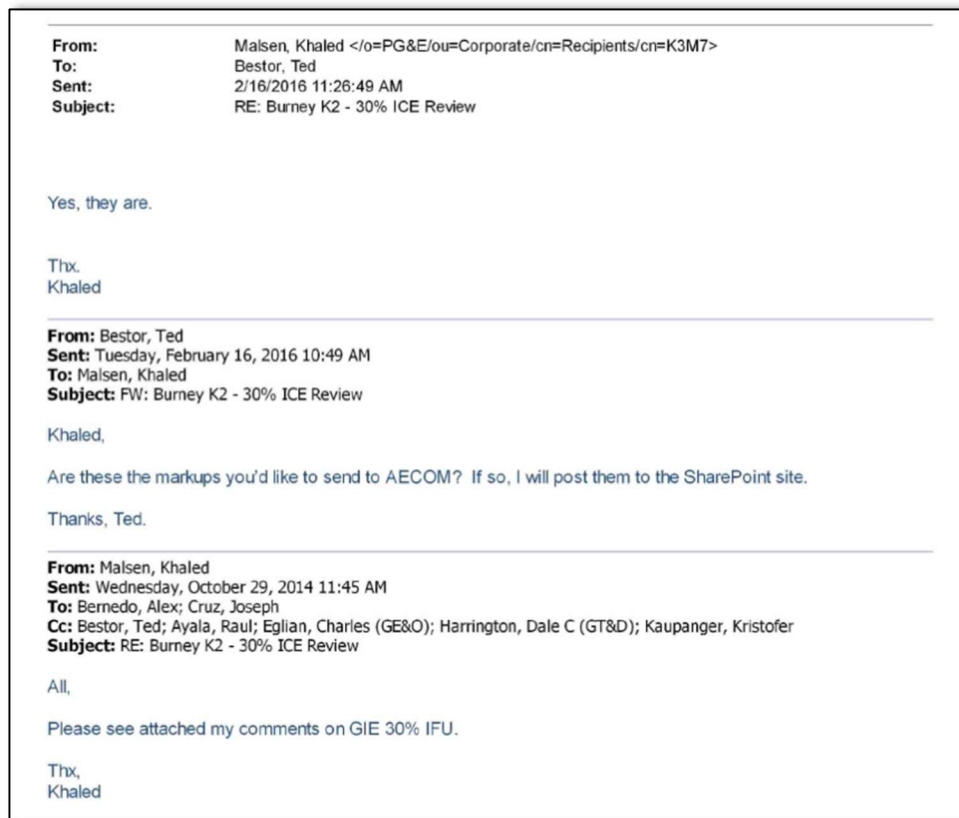 From: Malsen, Khaled </o=PG&E/ou=Corporate/cn=Recipients/cn=K3M7>
To: Bestor, Ted
Sent: 2/16/2016 11:26:49 AM
Subject: RE: Burney K2 - 30% ICE Review
Yes, they are.
Thx.
Khaled
From: Bestor, Ted
Sent: Tuesday, February 16, 2016 10:49 AM
To: Malsen, Khaled
Subject: FW: Burney K2 - 30% ICE Review
Khaled,
Are these the markups you'd like to send to AECOM? If so, I will post them to the SharePoint site.
Thanks, Ted.
From: Malsen, Khaled
Sent: Wednesday, October 29, 2014 11:45 AM
To: Bernedo, Alex; Cruz, Joseph
Cc: Bestor, Ted; Ayala, Raul; Eglian, Charles (GE&O); Harrington, Dale C (GT&D); Kaupanger, Kristofer
Subject: RE: Burney K2 - 30% ICE Review
All,
Please see attached my comments on GIE 30% IFU.
Thx,
Khaled